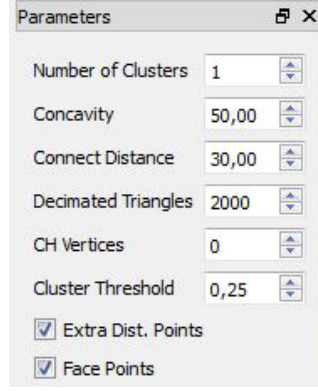 Parameters
Number of Clusters 1
Concavity 50,00
Connect Distance 30,00
Decimated Triangles 2000
CH Vertices 0
Cluster Threshold 0,25
Extra Dist. Points
Face Points